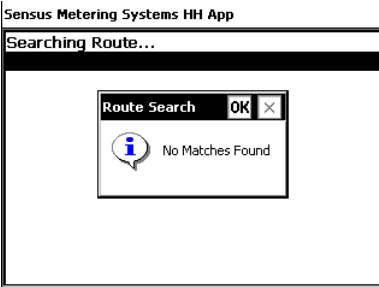 Sensus Metering Systems HH App
Searching Route...
Route Search OK ×
i No Matches Found